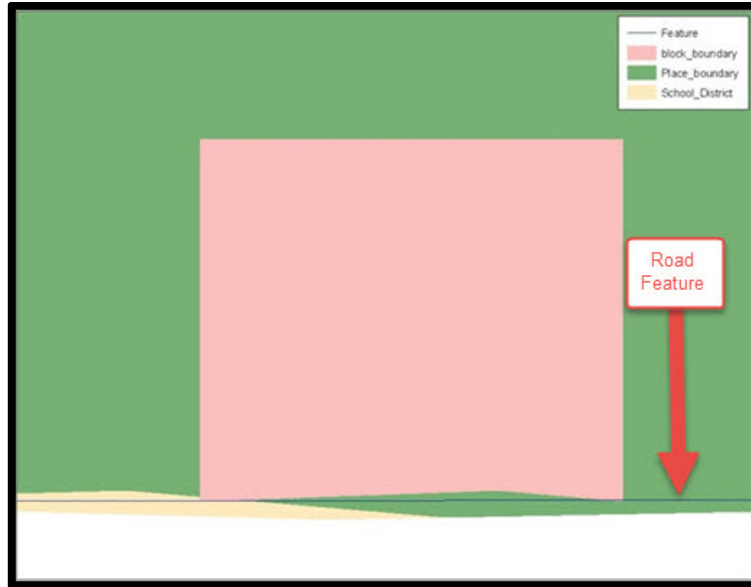 Feature
block_boundary
Place_boundary
School_District
Road
Feature